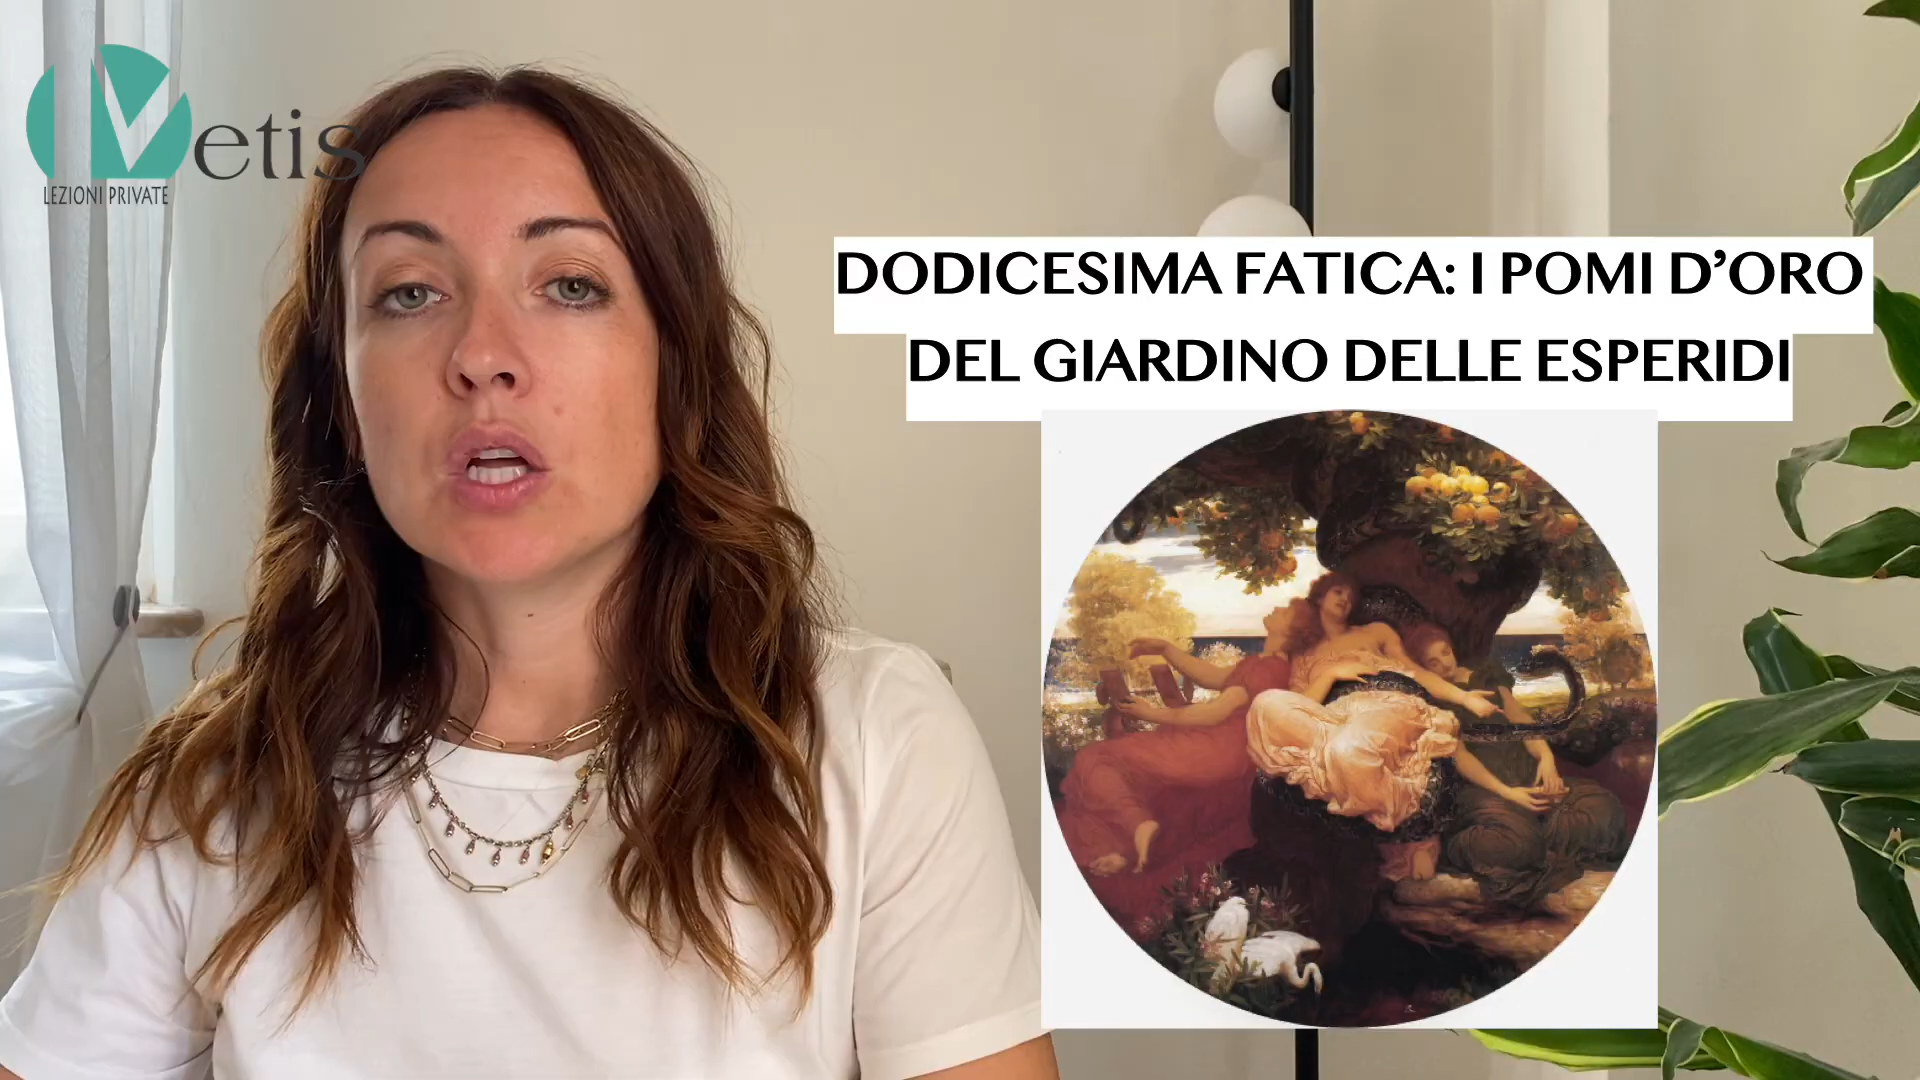 Metis
LEZIONI PRIVATE
DODICESIMA FATICA: I POMI D'ORO
DEL GIARDINO DELLE ESPERIDI